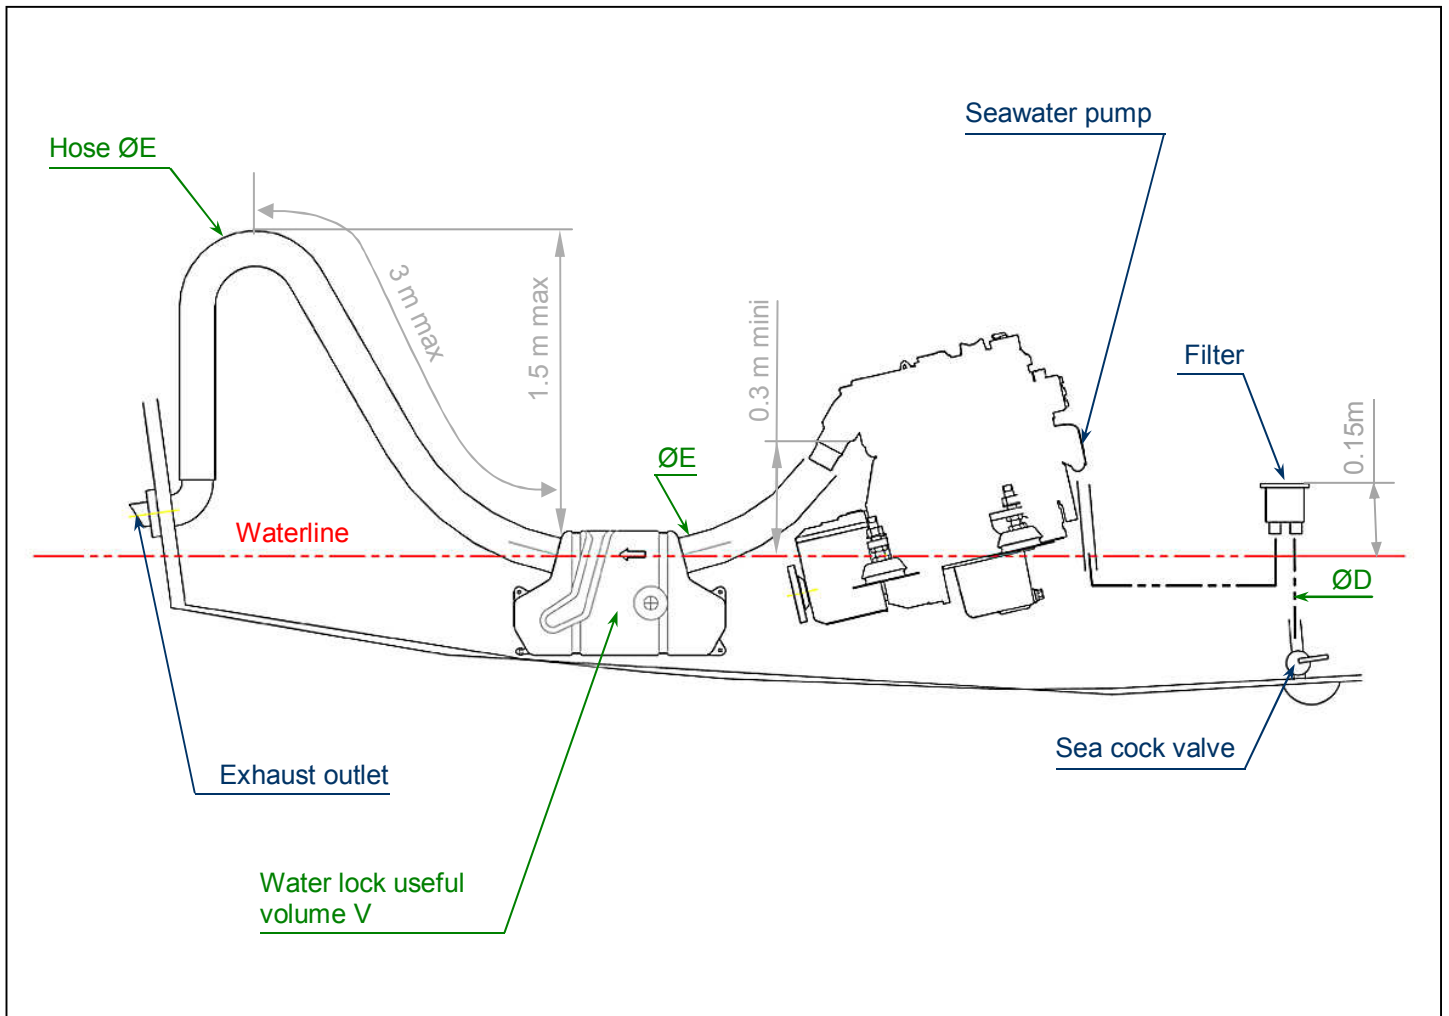 Seawater pump
Hose ØE
3 m max
1.5 m max
0.3 m mini
Filter
0.15m
ØE
Waterline
ØD
Sea cock valve
Exhaust outlet
Water lock useful
volume V